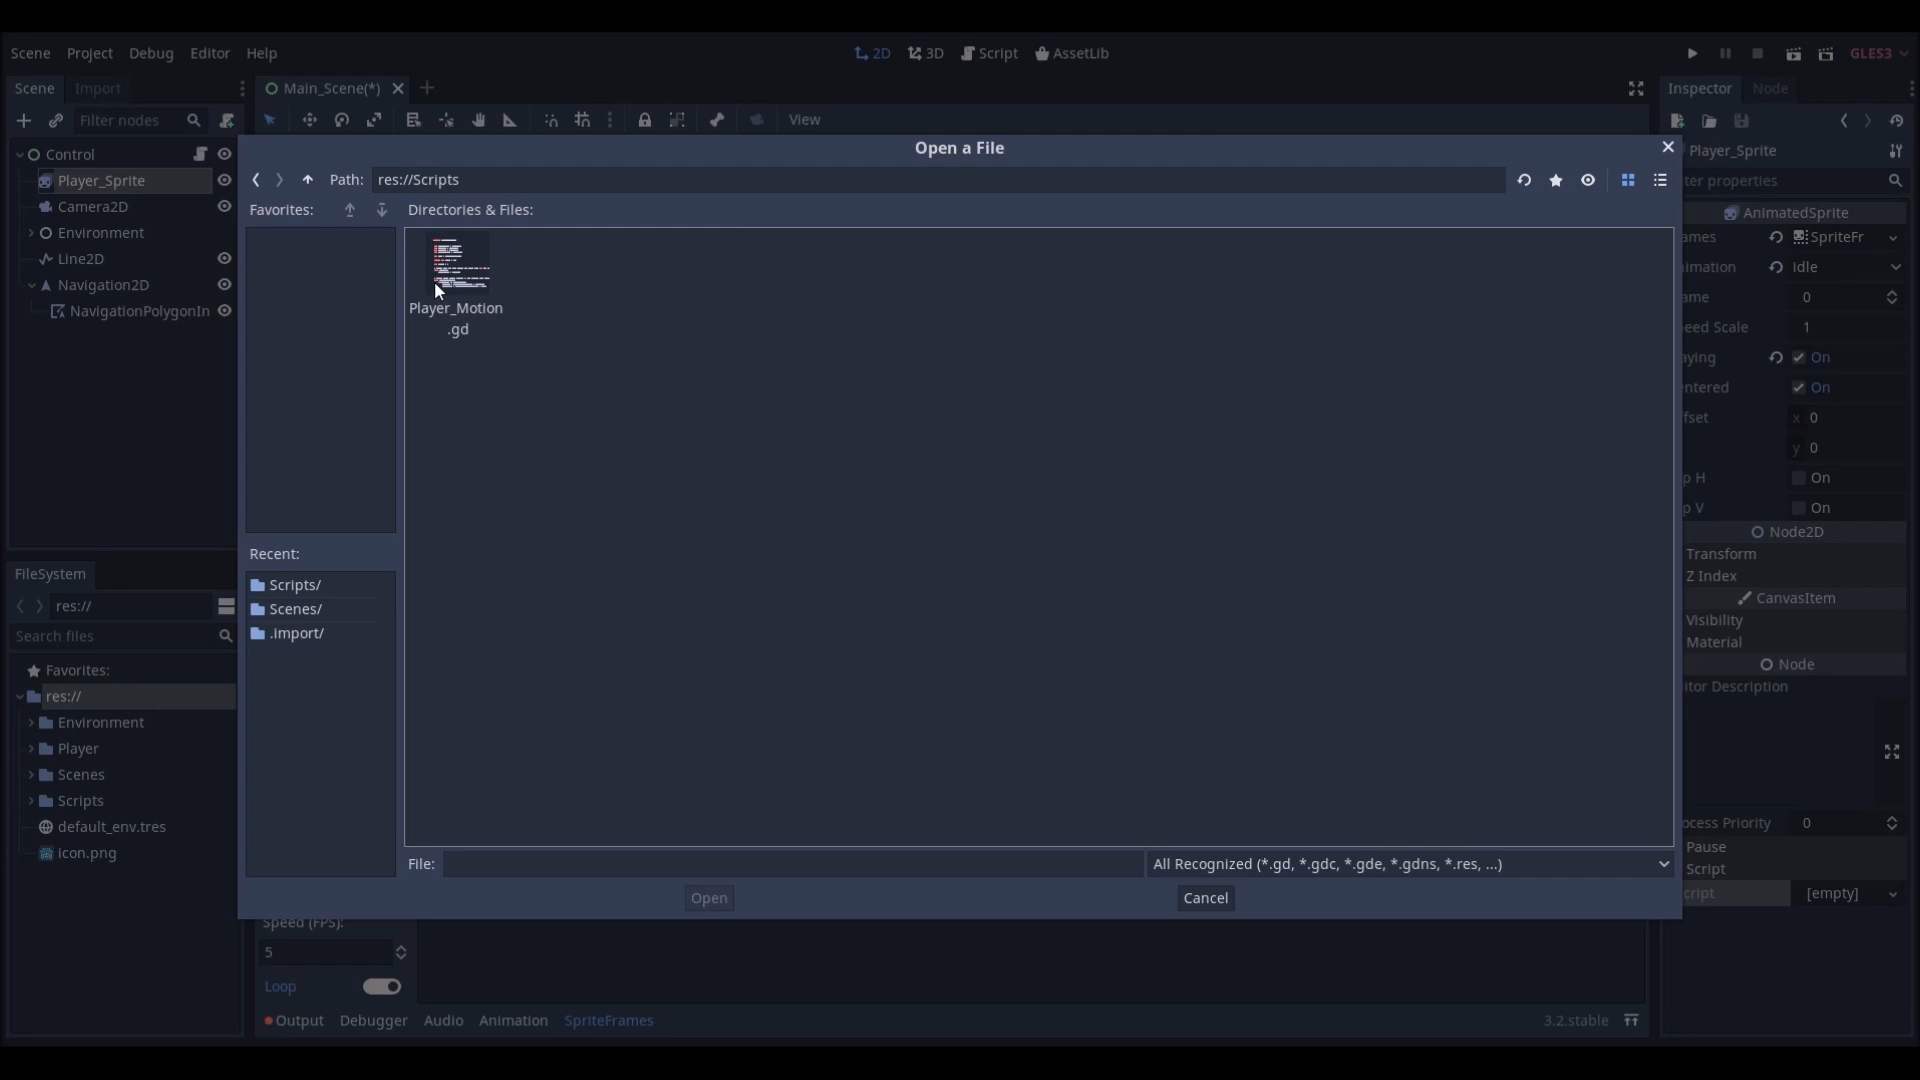 Scene Project Debug Editor Help
2D 3D Script AssetLib
GLES3
Scene Import
Main_Scene(*)
Inspector Node
Filter nodes
View
Control
Player_Sprite
Camera2D
Environment
Line2D
Navigation2D
NavigationPolygonIn
Open a File
Path: res://Scripts
Favorites:
Directories & Files:
Player_Motion
.gd
Recent:
Scripts/
Scenes/
.import/
File:
All Recognized (*.gd, *.gdc, *.gde, *.gdns, *.res, ...)
Open Cancel
Player_Sprite
ter properties
AnimatedSprite
ames SpriteFr
imation idle
ame 0
eed Scale 1
aying On
entered On
ffset x 0
y 0
p H On
p V On
Node2D
Transform
Z Index
CanvasItem
Visibility
Material
Node
itor Description
ocess Priority 0
Pause
Script
cript [empty]
FileSystem
res://
Search files
Favorites:
res://
Environment
Player
Scenes
Scripts
default_env.tres
icon.png
Speed (FPS):
5
Loop
Output Debugger Audio Animation SpriteFrames
3.2.stable